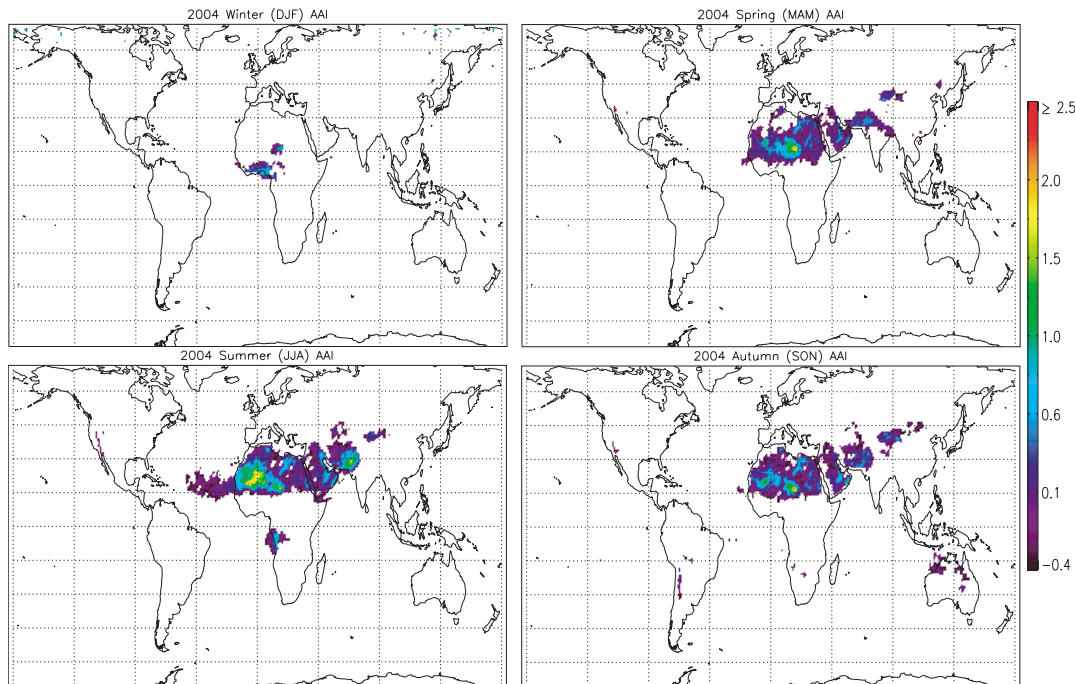 2004 Winter (DJF) AAI
2004 Spring (MAM) AAI
≥ 2.5
2.0
1.5
1.0
0.6
0.1
−0.4
2004 Summer (JJA) AAI
2004 Autumn (SON) AAI